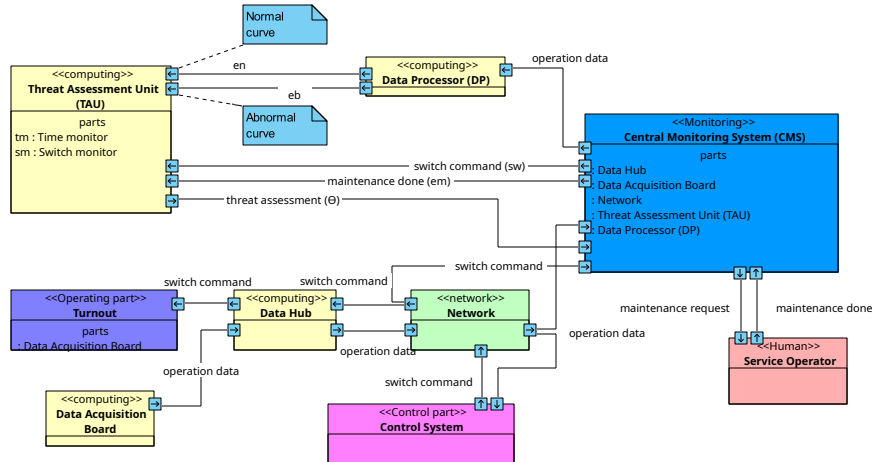 Normal
curve
<<computing>>
Threat Assessment Unit
(TAU)
parts
tm : Time monitor
sm : Switch monitor
en
eb
Abnormal
curve
<<computing>>
Data Processor (DP)
operation data
<<Monitoring>>
Central Monitoring System (CMS)
parts
: Data Hub
: Data Acquisition Board
: Network
: Threat Assessment Unit (TAU)
: Data Processor (DP)
switch command (sw)
maintenance done (em)
threat assessment (Θ)
switch command
switch command
switch command
<<Operating part>>
Turnout
parts
: Data Acquisition Board
<<computing>>
Data Hub
<<network>>
Network
maintenance request
maintenance done
operation data
operation data
operation data
switch command
<<Human>>
Service Operator
<<computing>>
Data Acquisition
Board
<<Control part>>
Control System